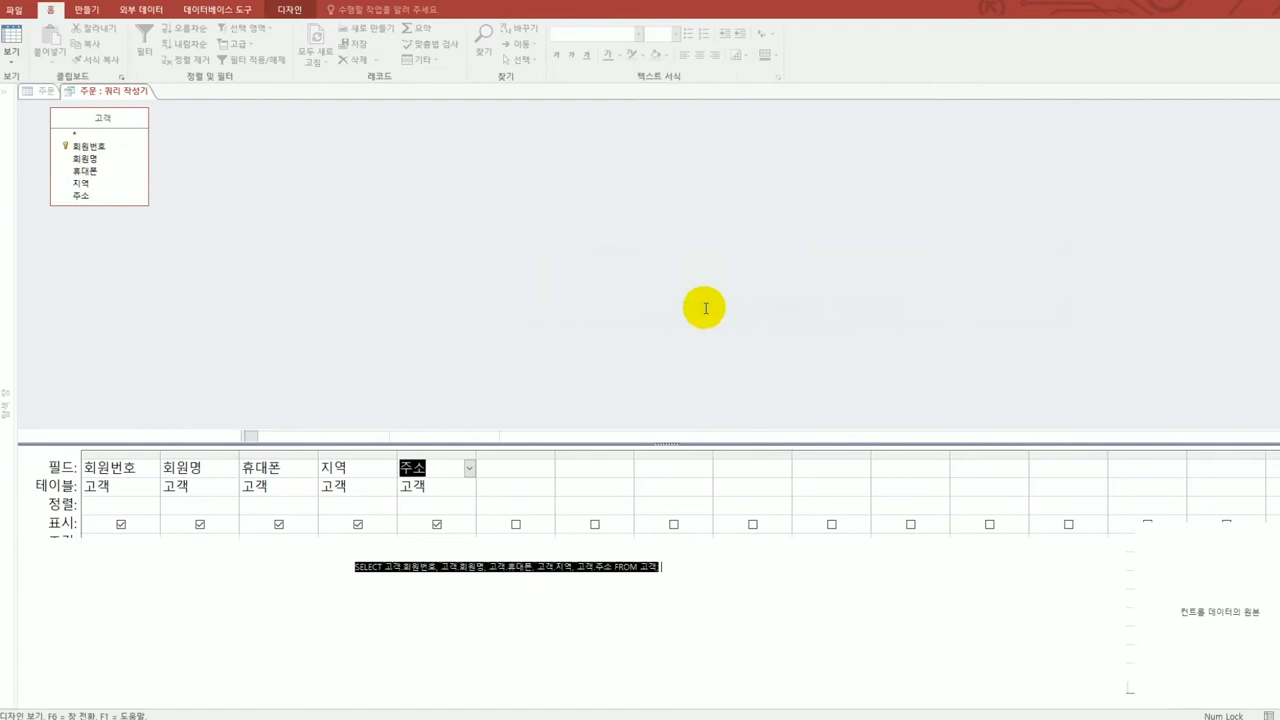 파일 홈 만들기 외부 데이터 데이터베이스 도구 디자인 수행할 작업을 알려 주세요.
보기
보기
붙여넣기
잘라내기
복사
서식 복사
클립보드
필터
오름차순
내림차순
정렬 제거
선택 영역
고급
필터 적용/해제
정렬 및 필터
모두 새로 고침
새로 만들기
저장
삭제
요약
맞춤법 검사
기타
레코드
찾기
바꾸기
이동
선택
찾기
가 가 가
텍스트 서식
주문 주문 : 쿼리 작성기
고객
*
회원번호
회원명
휴대폰
지역
주소
탐색 창
필드: 회원번호 회원명 휴대폰 지역 주소
테이블: 고객 고객 고객 고객 고객
정렬:
표시:
SELECT 고객.회원번호, 고객.회원명, 고객.휴대폰, 고객.지역, 고객.주소 FROM 고객;
컨트롤 데이터의 원본
디자인 보기. F6 = 창 전환. F1 = 도움말.
Num Lock